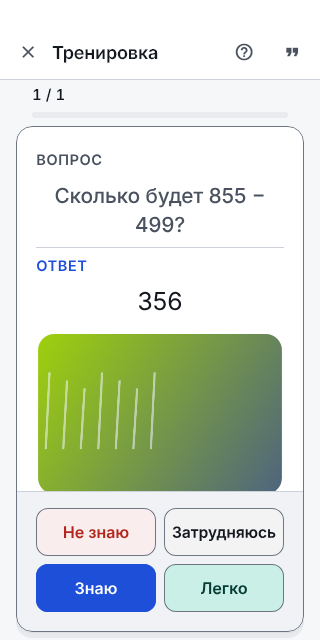 Тренировка
1 / 1
ВОПРОС
Сколько будет 855 −
499?
ОТВЕТ
356
Не знаю
Затрудняюсь
Знаю
Легко